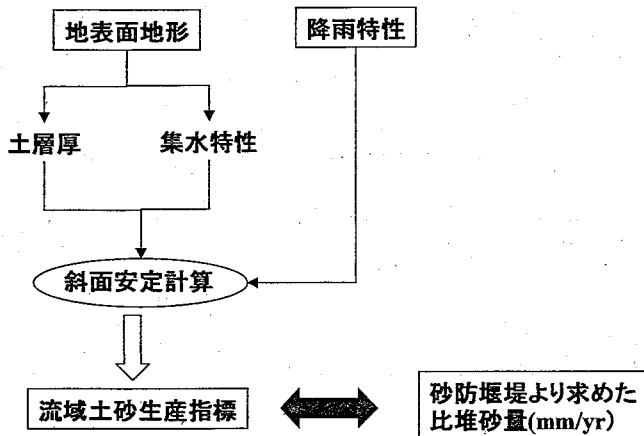 地表面地形
降雨特性
土層厚
集水特性
斜面安定計算
流域土砂生産指標
砂防堰堤より求めた
比堆砂量(mm/yr)